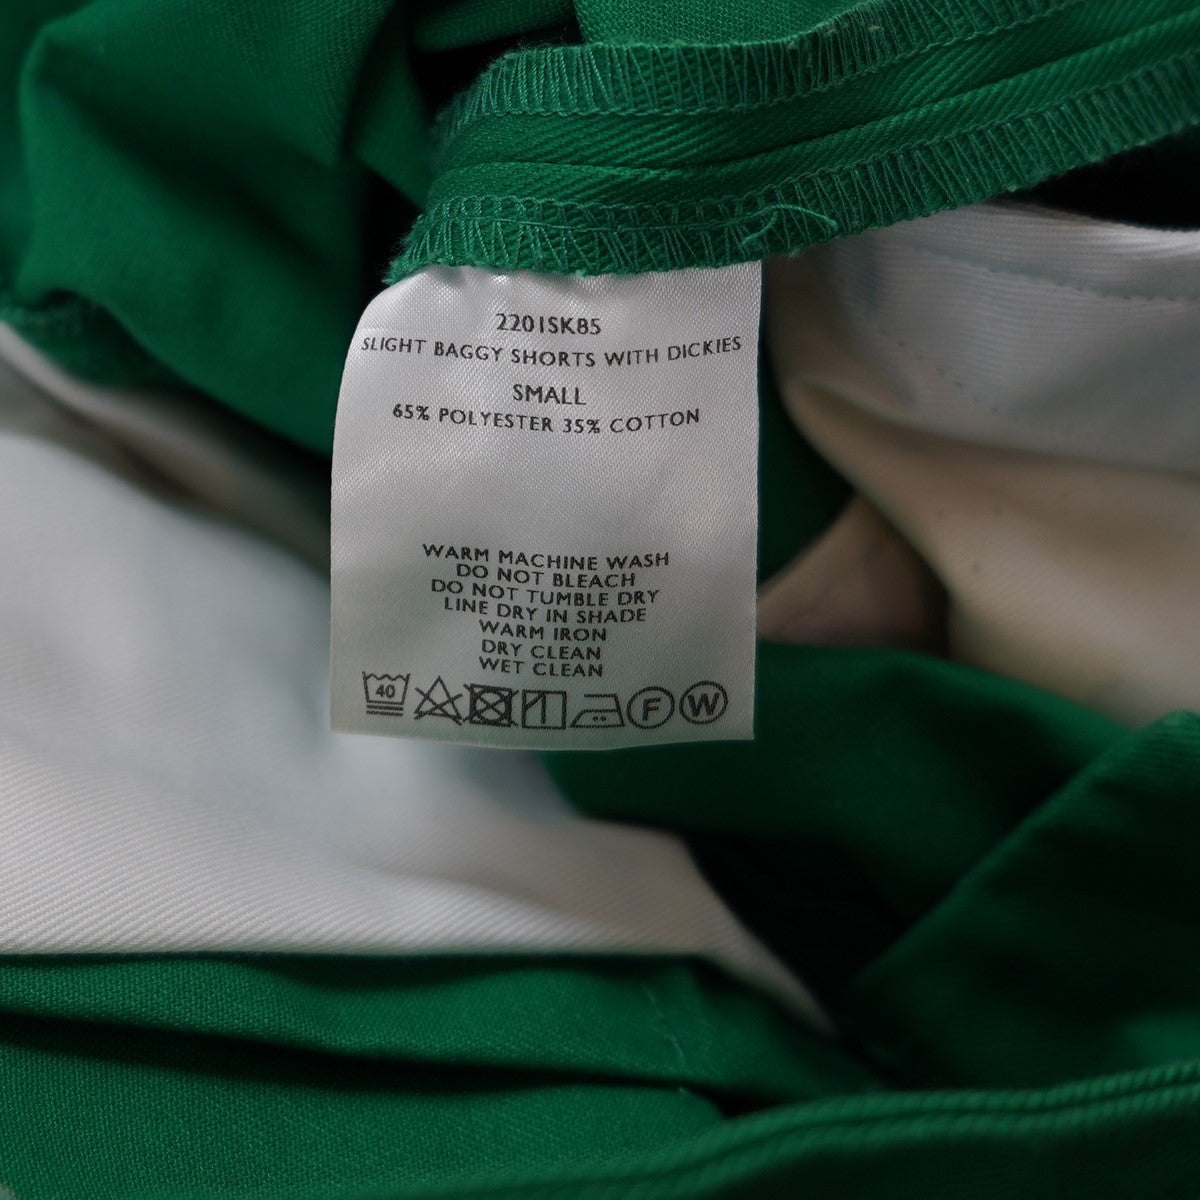 2201SK85
SLIGHT BAGGY SHORTS WITH DICKIES
SMALL
65% POLYESTER 35% COTTON
WARM MACHINE WASH
DO NOT BLEACH
DO NOT TUMBLE DRY
LINE DRY IN SHADE
WARM IRON
DRY CLEAN
WET CLEAN
40 F W